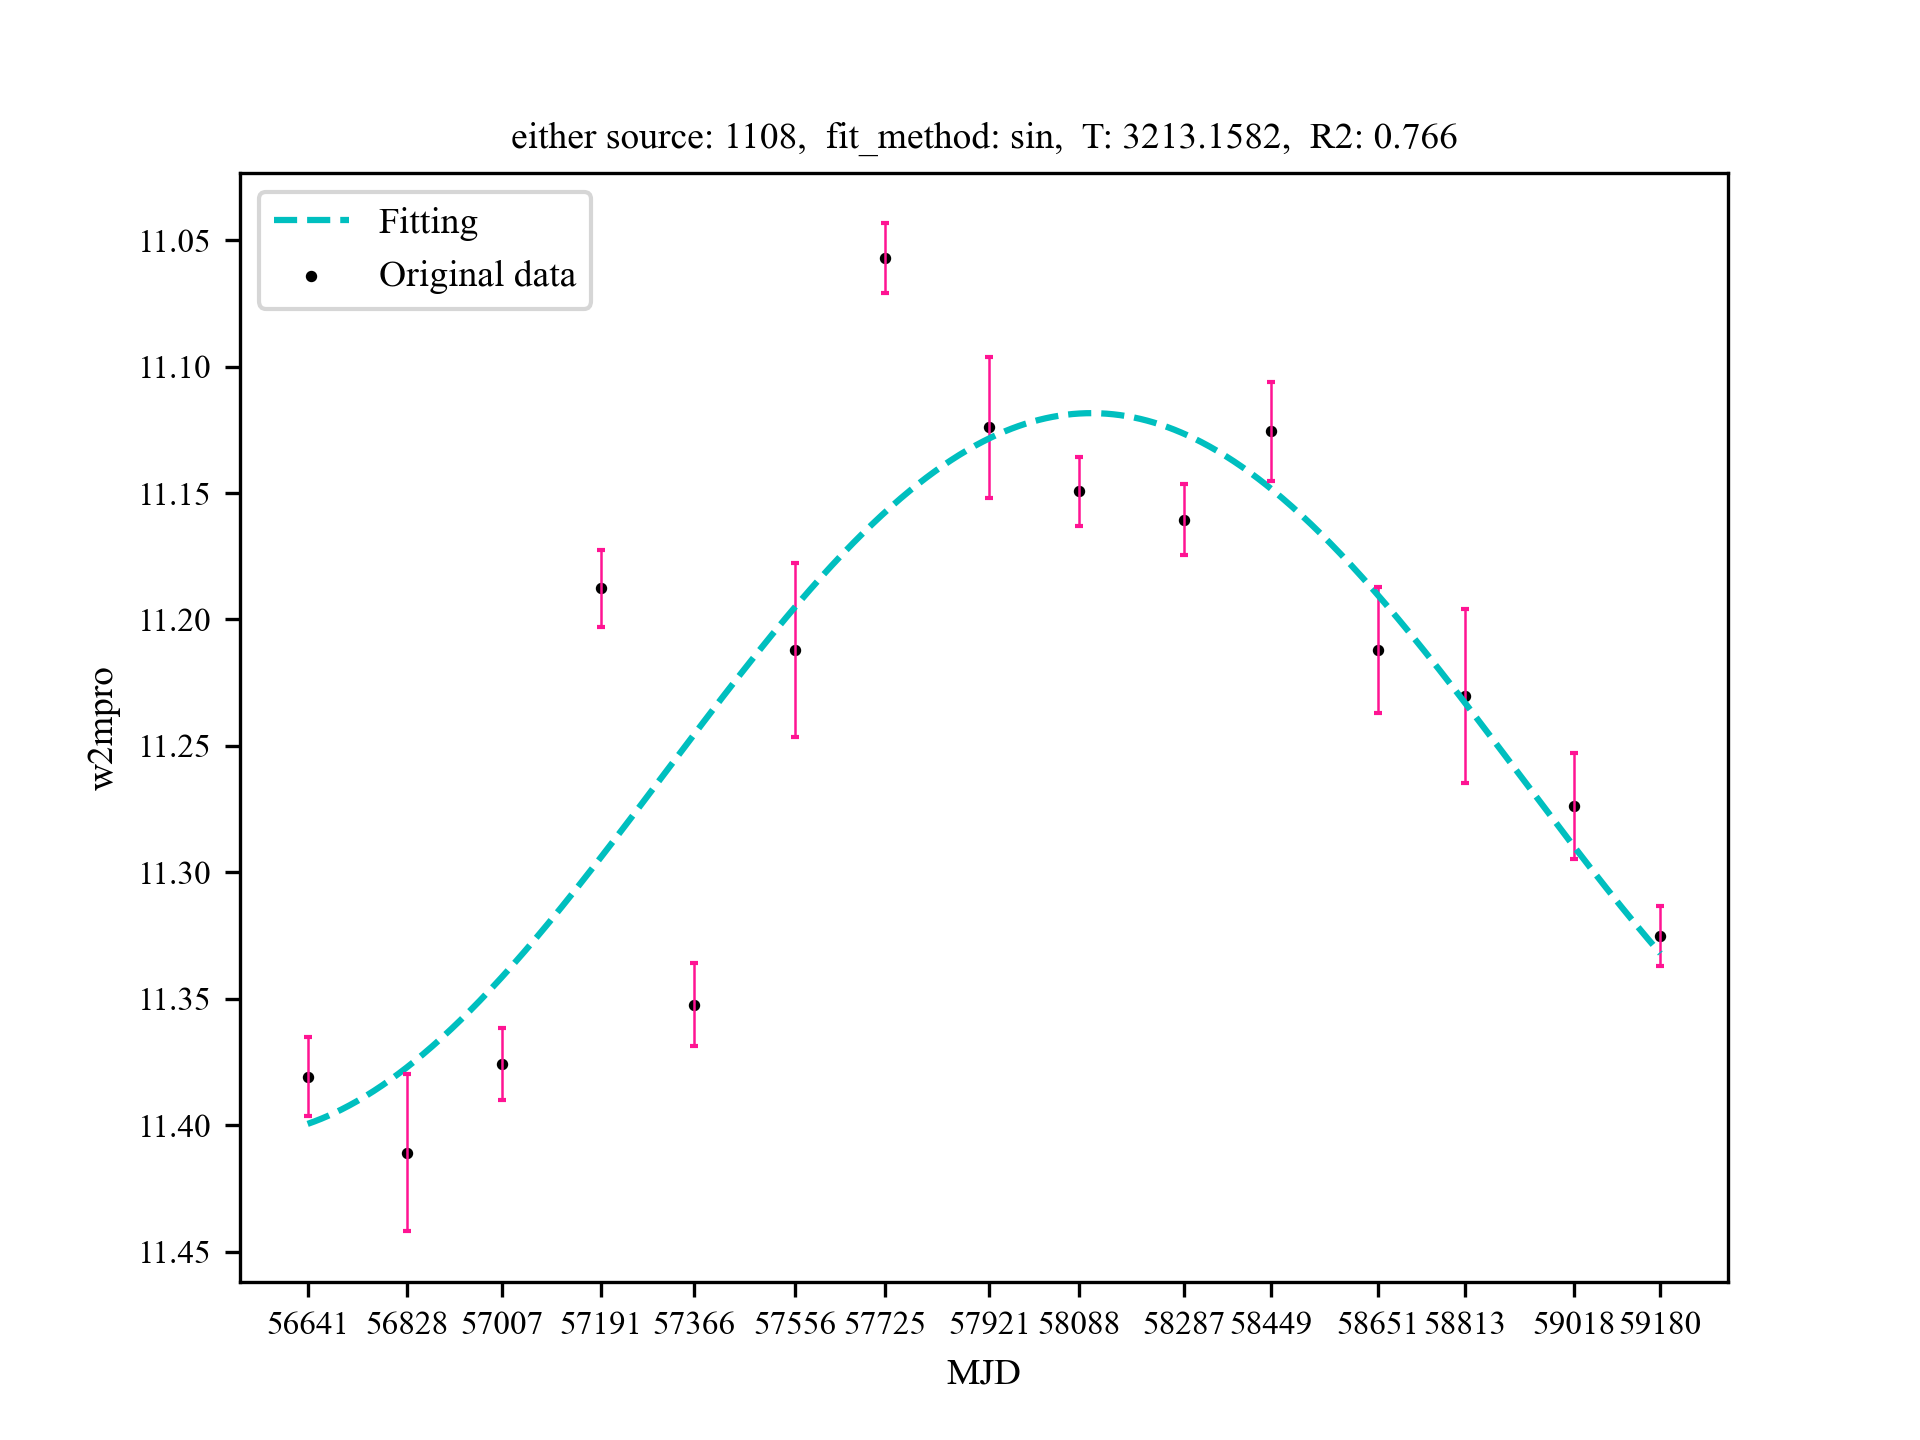 either source: 1108,  fit_method: sin,  T: 3213.1582,  R2: 0.766
Fitting
Original data
11.05
11.10
11.15
11.20
11.25
11.30
11.35
11.40
11.45
w2mpro
56641 56828 57007 57191 57366 57556 57725 57921 58088 58287 58449 58651 58813 59018 59180
MJD